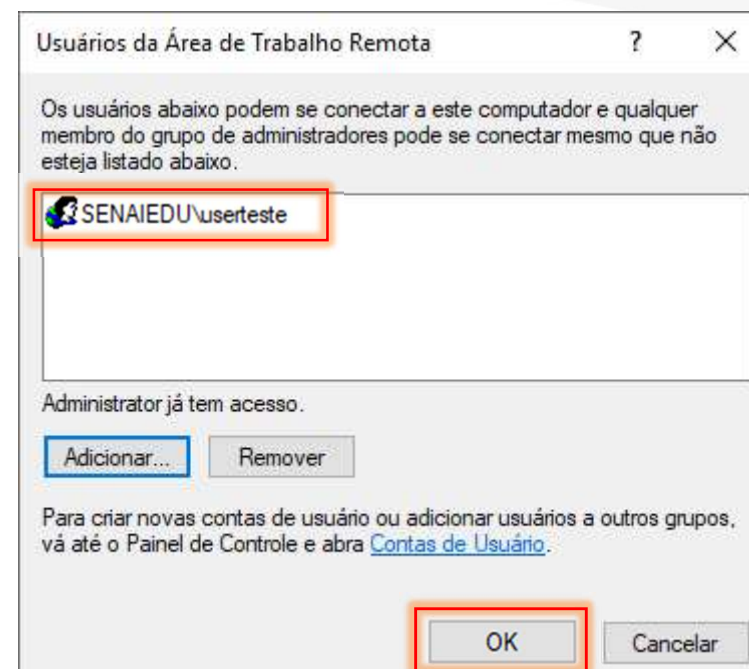 Usuários da Área de Trabalho Remota ? ×
Os usuários abaixo podem se conectar a este computador e qualquer
membro do grupo de administradores pode se conectar mesmo que não
esteja listado abaixo.
SENAIEDU\userteste
Administrator já tem acesso.
Adicionar... Remover
Para criar novas contas de usuário ou adicionar usuários a outros grupos,
vá até o Painel de Controle e abra Contas de Usuário.
OK Cancelar